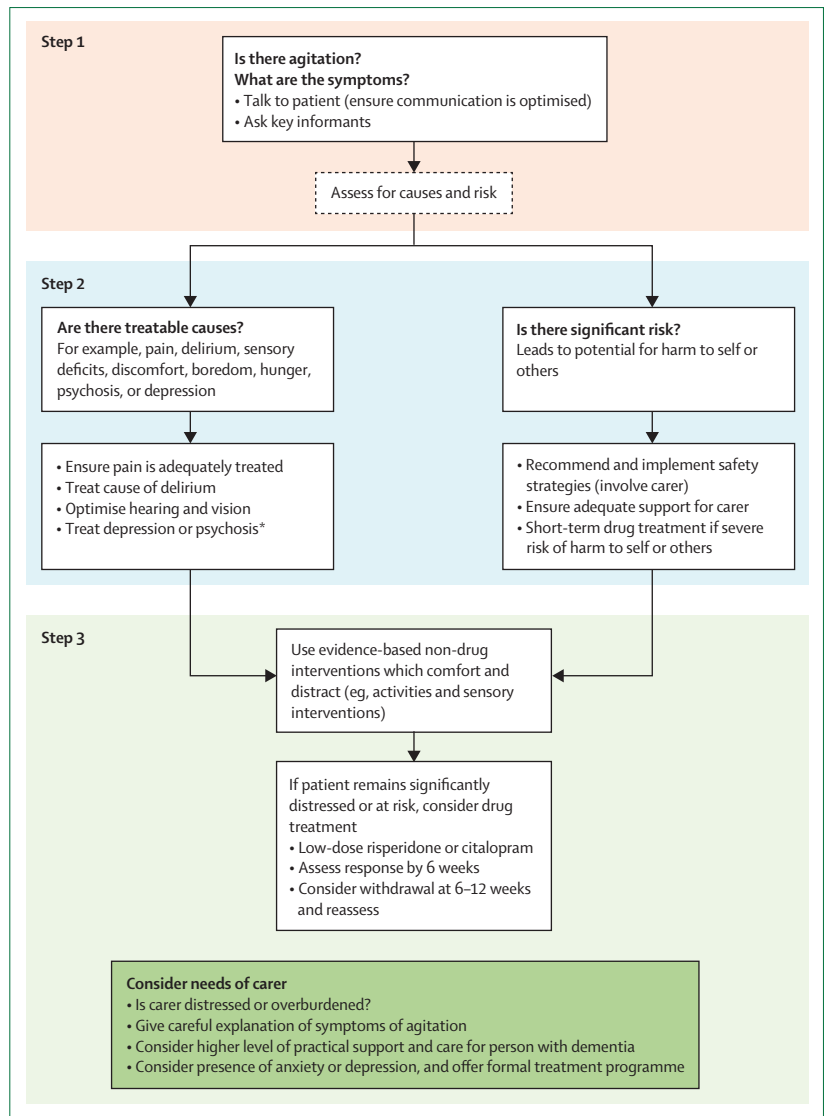 Step 1
Is there agitation?
What are the symptoms?
• Talk to patient (ensure communication is optimised)
• Ask key informants
Assess for causes and risk
Step 2
Are there treatable causes?
For example, pain, delirium, sensory
deficits, discomfort, boredom, hunger,
psychosis, or depression
Is there significant risk?
Leads to potential for harm to self or
others
• Ensure pain is adequately treated
• Treat cause of delirium
• Optimise hearing and vision
• Treat depression or psychosis*
• Recommend and implement safety
strategies (involve carer)
• Ensure adequate support for carer
• Short-term drug treatment if severe
risk of harm to self or others
Step 3
Use evidence-based non-drug
interventions which comfort and
distract (eg, activities and sensory
interventions)
If patient remains significantly
distressed or at risk, consider drug
treatment
• Low-dose risperidone or citalopram
• Assess response by 6 weeks
• Consider withdrawal at 6–12 weeks
and reassess
Consider needs of carer
• Is carer distressed or overburdened?
• Give careful explanation of symptoms of agitation
• Consider higher level of practical support and care for person with dementia
• Consider presence of anxiety or depression, and offer formal treatment programme